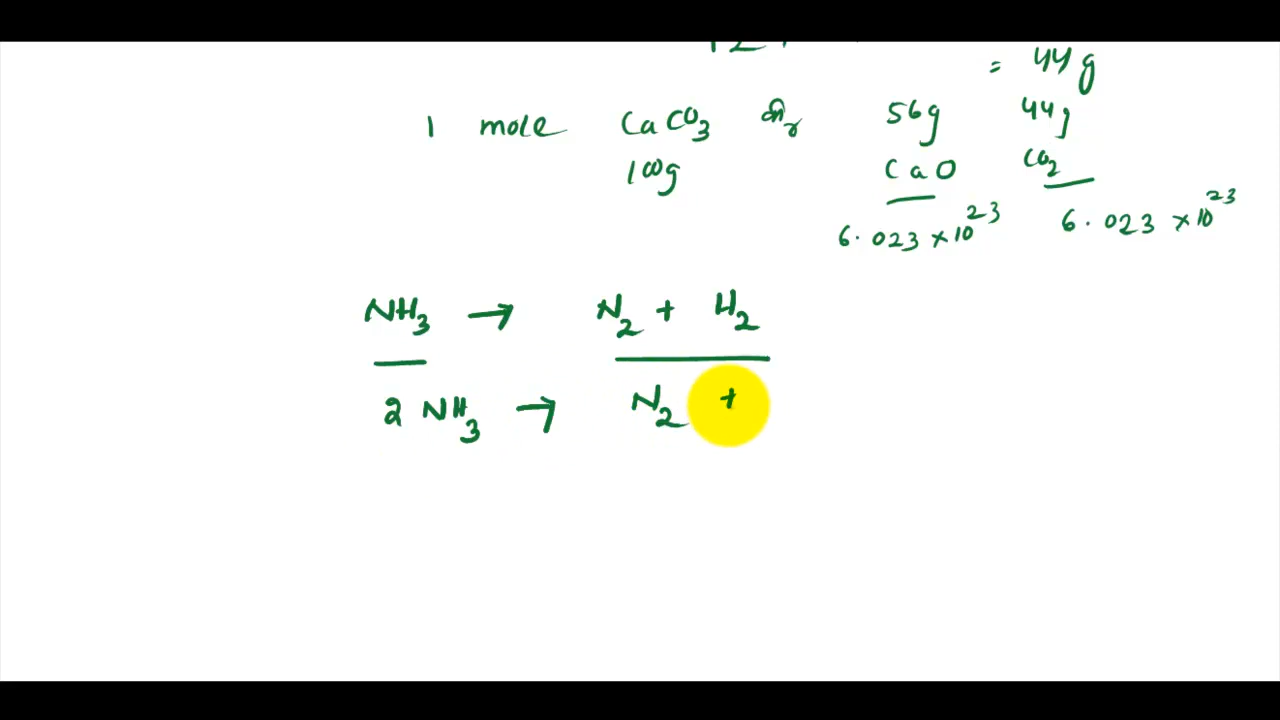 = 44g
1 mole CaCO3 56g 44g
100g CaO CO2
6.023 × 10^23 6.023 × 10^23
NH3 → N2 + H2
2 NH3 → N2 +